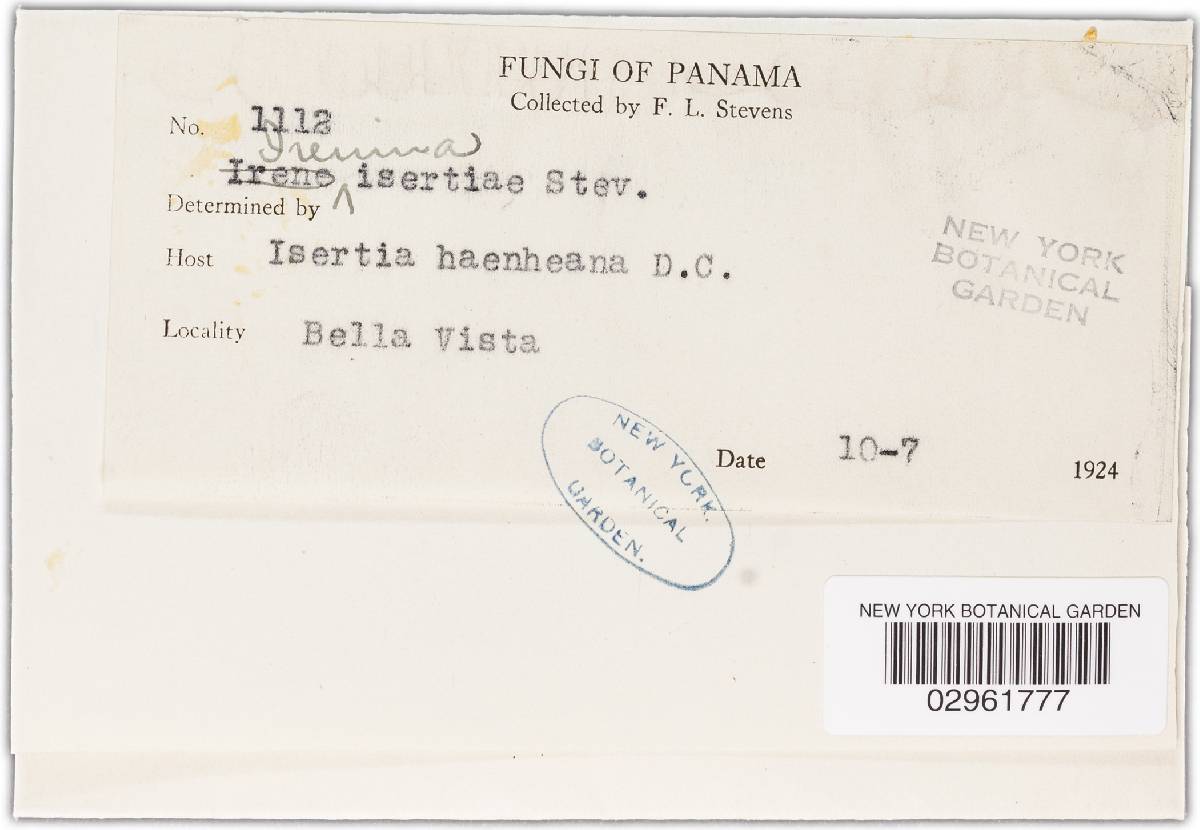 FUNGI OF PANAMA
Collected by F. L. Stevens
No. 1112
Irenina
Irene isertiae Stev.
Determined by
Host Isertia haenheana D.C.
Locality Bella Vista
NEW YORK
BOTANICAL
GARDEN
Date 10-7 1924
NEW YORK.
BOTANICAL
GARDEN.
NEW YORK BOTANICAL GARDEN
02961777